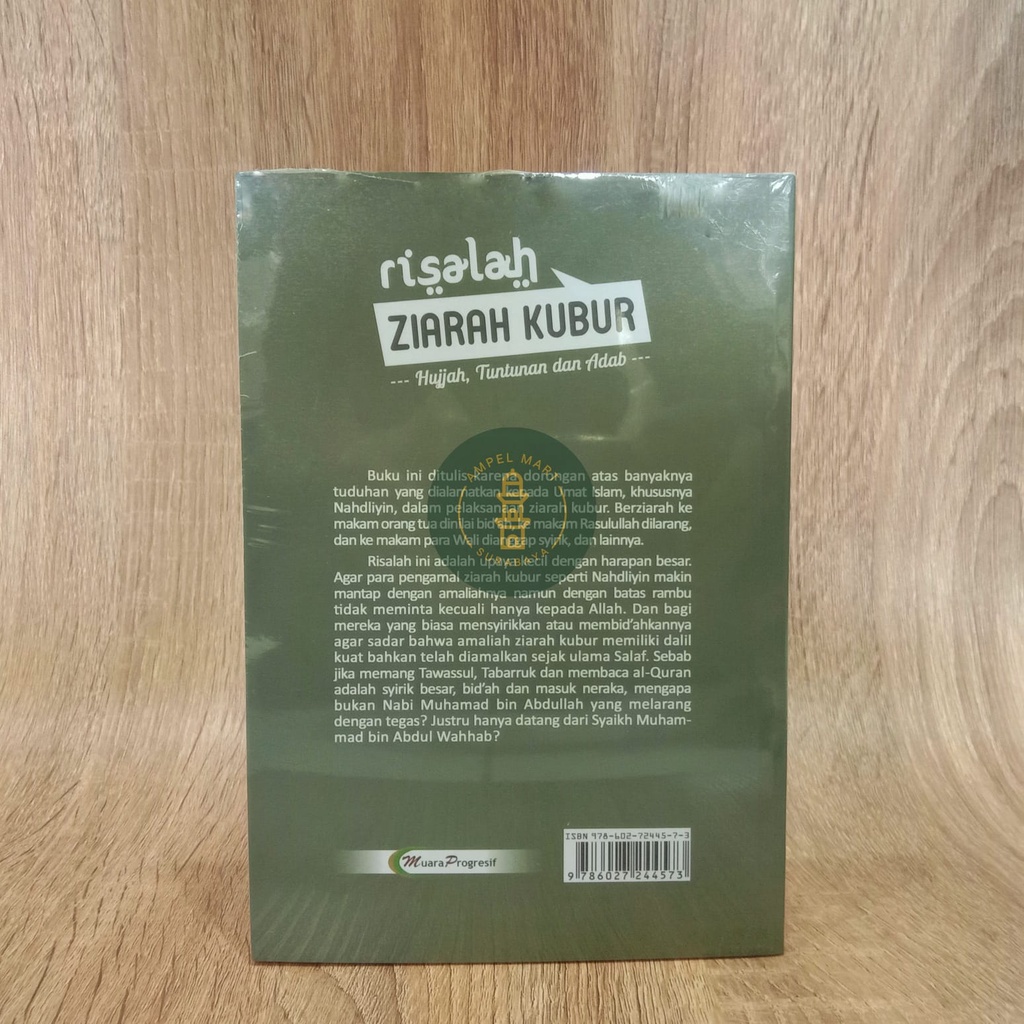 risalah
ZIARAH KUBUR
--- Hujjah, Tuntunan dan Adab ---
Buku ini ditulis karena dorongan atas banyaknya
tuduhan yang dialamatkan kepada Umat Islam, khususnya
Nahdliyin, dalam pelaksanaan ziarah kubur. Berziarah ke
makam orang tua dinilai bid'ah, ke makam Rasulullah dilarang,
dan ke makam para Wali dianggap syirik, dan lainnya.
Risalah ini adalah upaya kecil dengan harapan besar.
Agar para pengamal ziarah kubur seperti Nahdliyin makin
mantap dengan amaliahnya namun dengan batas rambu
tidak meminta kecuali hanya kepada Allah. Dan bagi
mereka yang biasa mensyirikkan atau membid'ahkannya
agar sadar bahwa amaliah ziarah kubur memiliki dalil
kuat bahkan telah diamalkan sejak ulama Salaf. Sebab
jika memang Tawassul, Tabarruk dan membaca al-Quran
adalah syirik besar, bid'ah dan masuk neraka, mengapa
bukan Nabi Muhamad bin Abdullah yang melarang
dengan tegas? Justru hanya datang dari Syaikh Muham-
mad bin Abdul Wahhab?
AMPEL MART
BISA
SURABAYA
MuaraProgresif
ISBN 978-602-72445-7-3
9 786027 244573